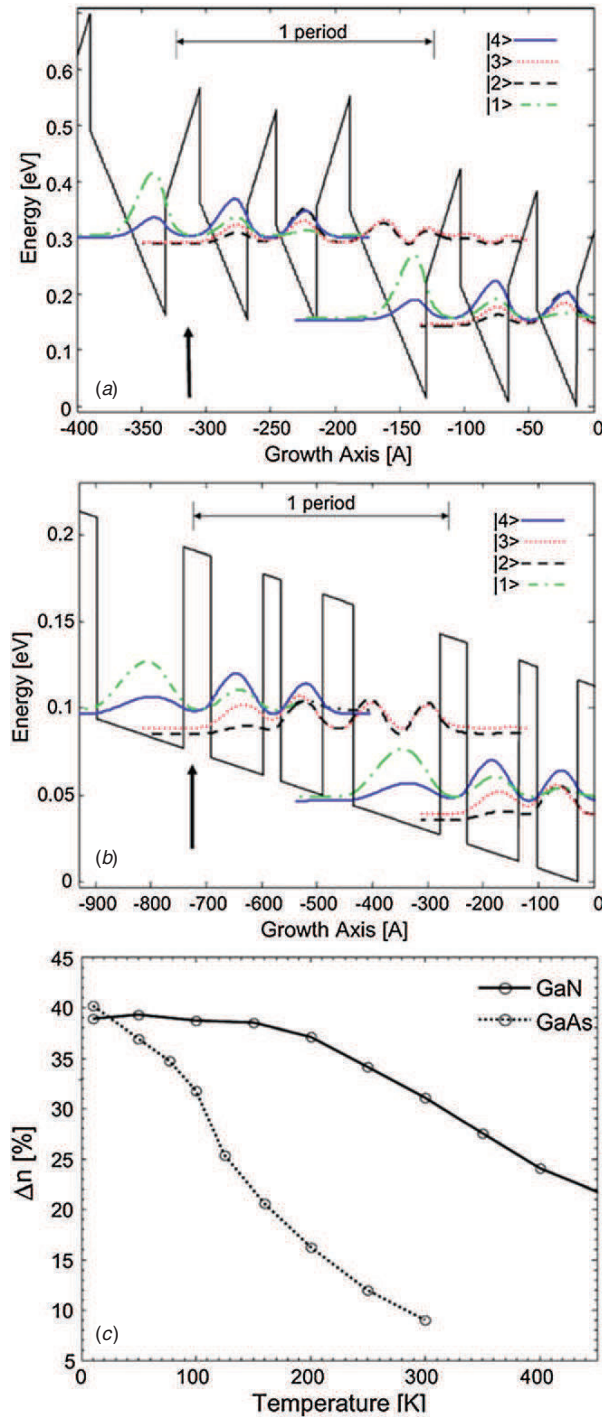 1 period
|4>
|3>
|2>
|1>
0.6
0.5
0.4
0.3
0.2
0.1
0
Energy [eV]
(a)
-400 -350 -300 -250 -200 -150 -100 -50 0
Growth Axis [A]
1 period
|4>
|3>
|2>
|1>
0.2
0.15
0.1
0.05
0
Energy [eV]
(b)
-900 -800 -700 -600 -500 -400 -300 -200 -100 0
Growth Axis [A]
GaN
GaAs
45
40
35
30
25
20
15
10
5
Δn [%]
(c)
0 100 200 300 400
Temperature [K]